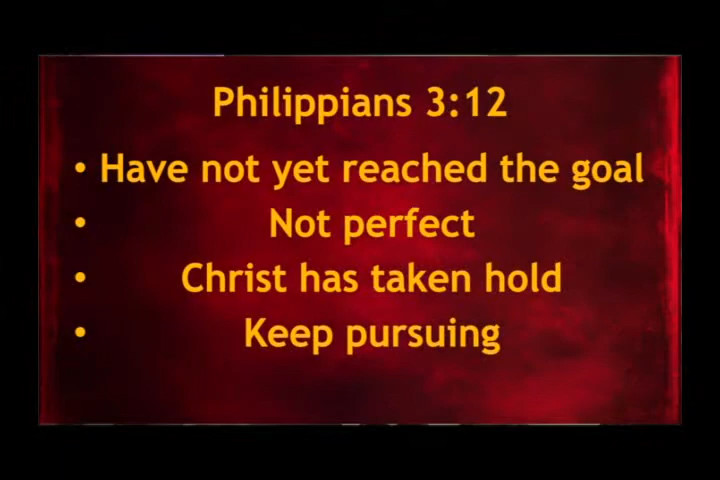 Philippians 3:12
• Have not yet reached the goal
• Not perfect
• Christ has taken hold
• Keep pursuing